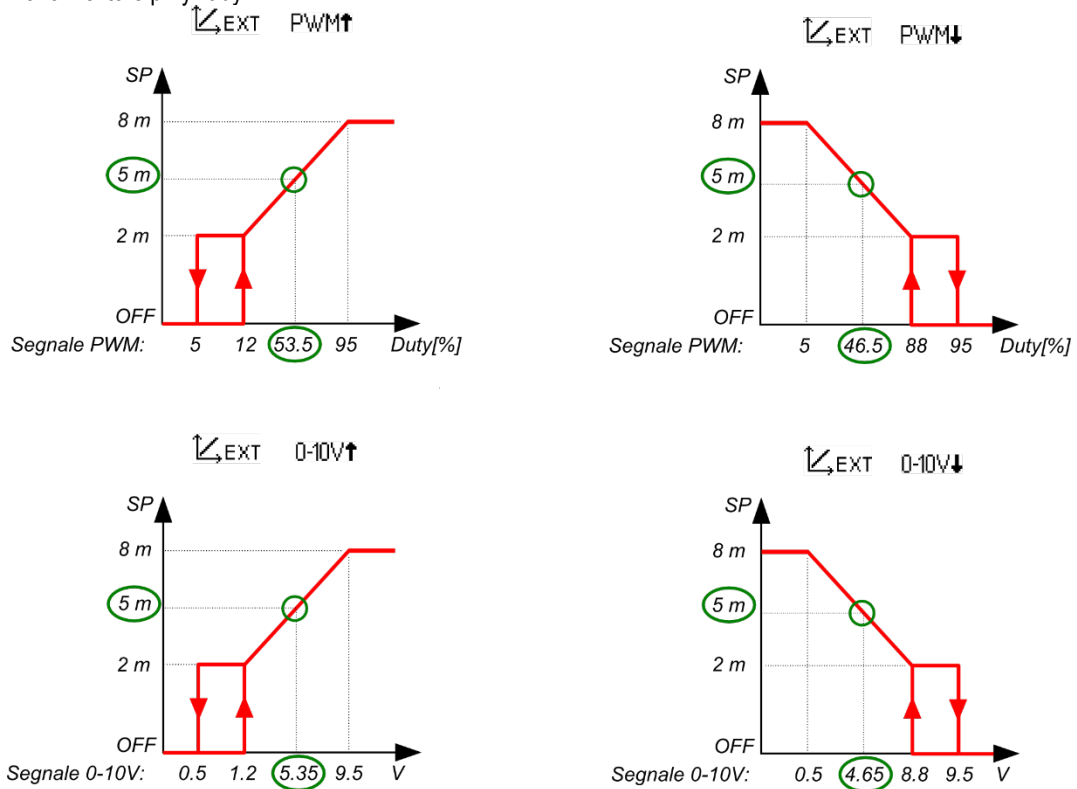 EXT PWM↑
SP
8 m
5 m
2 m
OFF
Segnale PWM: 5 12 53.5 95 Duty[%]
EXT PWM↓
SP
8 m
5 m
2 m
OFF
Segnale PWM: 5 46.5 88 95 Duty[%]
EXT 0-10V↑
SP
8 m
5 m
2 m
OFF
Segnale 0-10V: 0.5 1.2 5.35 9.5 V
EXT 0-10V↓
SP
8 m
5 m
2 m
OFF
Segnale 0-10V: 0.5 4.65 8.8 9.5 V